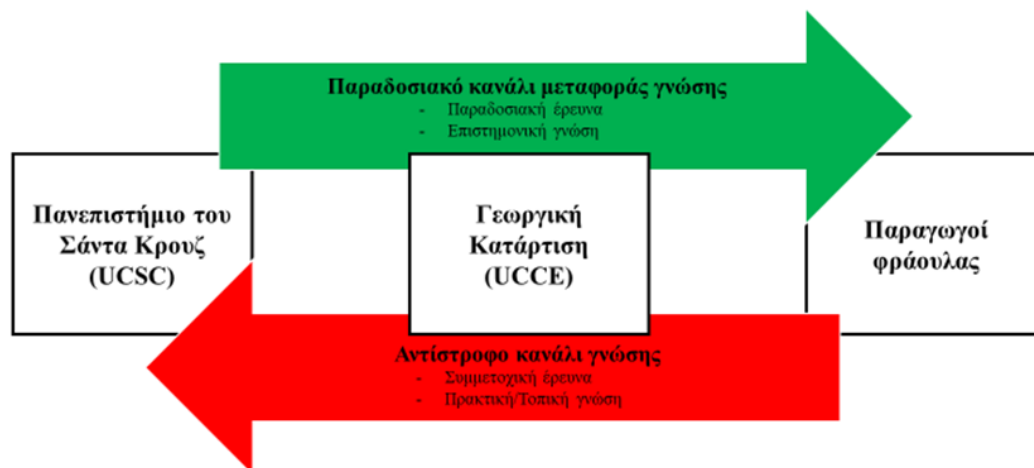 Παραδοσιακό κανάλι μεταφοράς γνώσης
- Παραδοσιακή έρευνα
- Επιστημονική γνώση
Πανεπιστήμιο του
Σάντα Κρουζ
(UCSC)
Γεωργική
Κατάρτιση
(UCCE)
Παραγωγοί
φράουλας
Αντίστροφο κανάλι γνώσης
- Συμμετοχική έρευνα
- Πρακτική/Τοπική γνώση